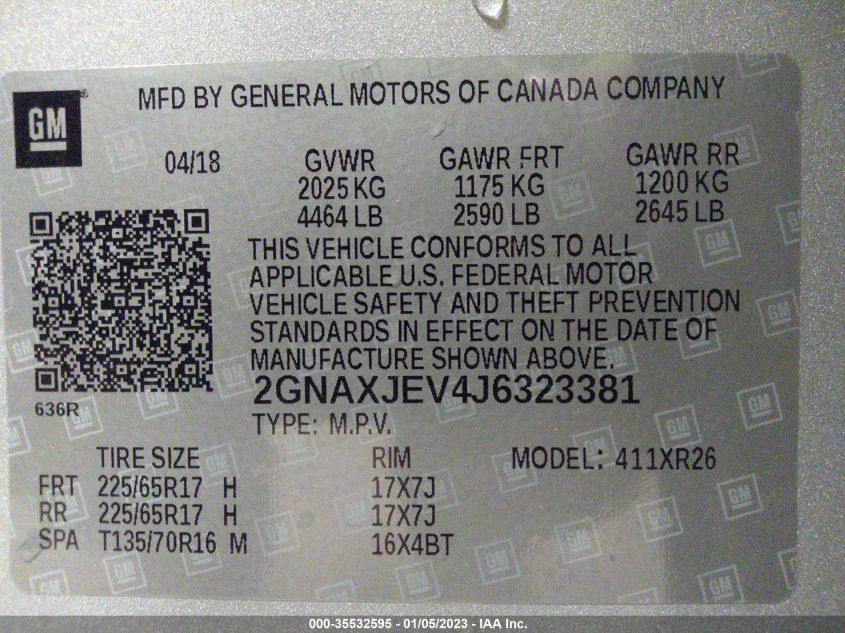 GM
MFD BY GENERAL MOTORS OF CANADA COMPANY
04/18 GVWR GAWR FRT GAWR RR
2025 KG 1175 KG 1200 KG
4464 LB 2590 LB 2645 LB
THIS VEHICLE CONFORMS TO ALL
APPLICABLE U.S. FEDERAL MOTOR
VEHICLE SAFETY AND THEFT PREVENTION
STANDARDS IN EFFECT ON THE DATE OF
MANUFACTURE SHOWN ABOVE.
2GNAXJEV4J6323381
636R
TYPE: M.P.V.
TIRE SIZE RIM MODEL: 411XR26
FRT 225/65R17 H 17X7J
RR 225/65R17 H 17X7J
SPA T135/70R16 M 16X4BT
000-35532595 - 01/05/2023 - IAA Inc.